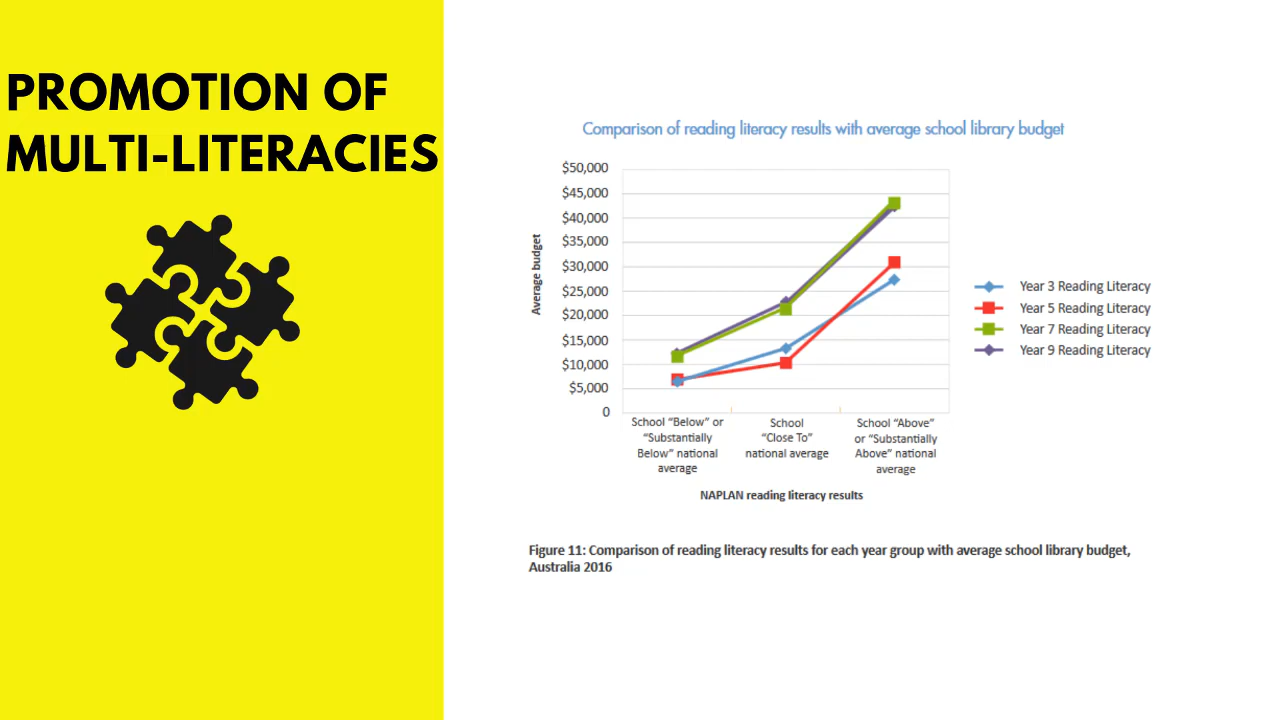 PROMOTION OF
MULTI-LITERACIES
Comparison of reading literacy results with average school library budget
$50,000
$45,000
$40,000
$35,000
$30,000
$25,000
$20,000
$15,000
$10,000
$5,000
0
Average budget
School “Below” or
“Substantially
Below” national
average
School
“Close To”
national average
School “Above”
or “Substantially
Above” national
average
NAPLAN reading literacy results
Year 3 Reading Literacy
Year 5 Reading Literacy
Year 7 Reading Literacy
Year 9 Reading Literacy
Figure 11: Comparison of reading literacy results for each year group with average school library budget,
Australia 2016